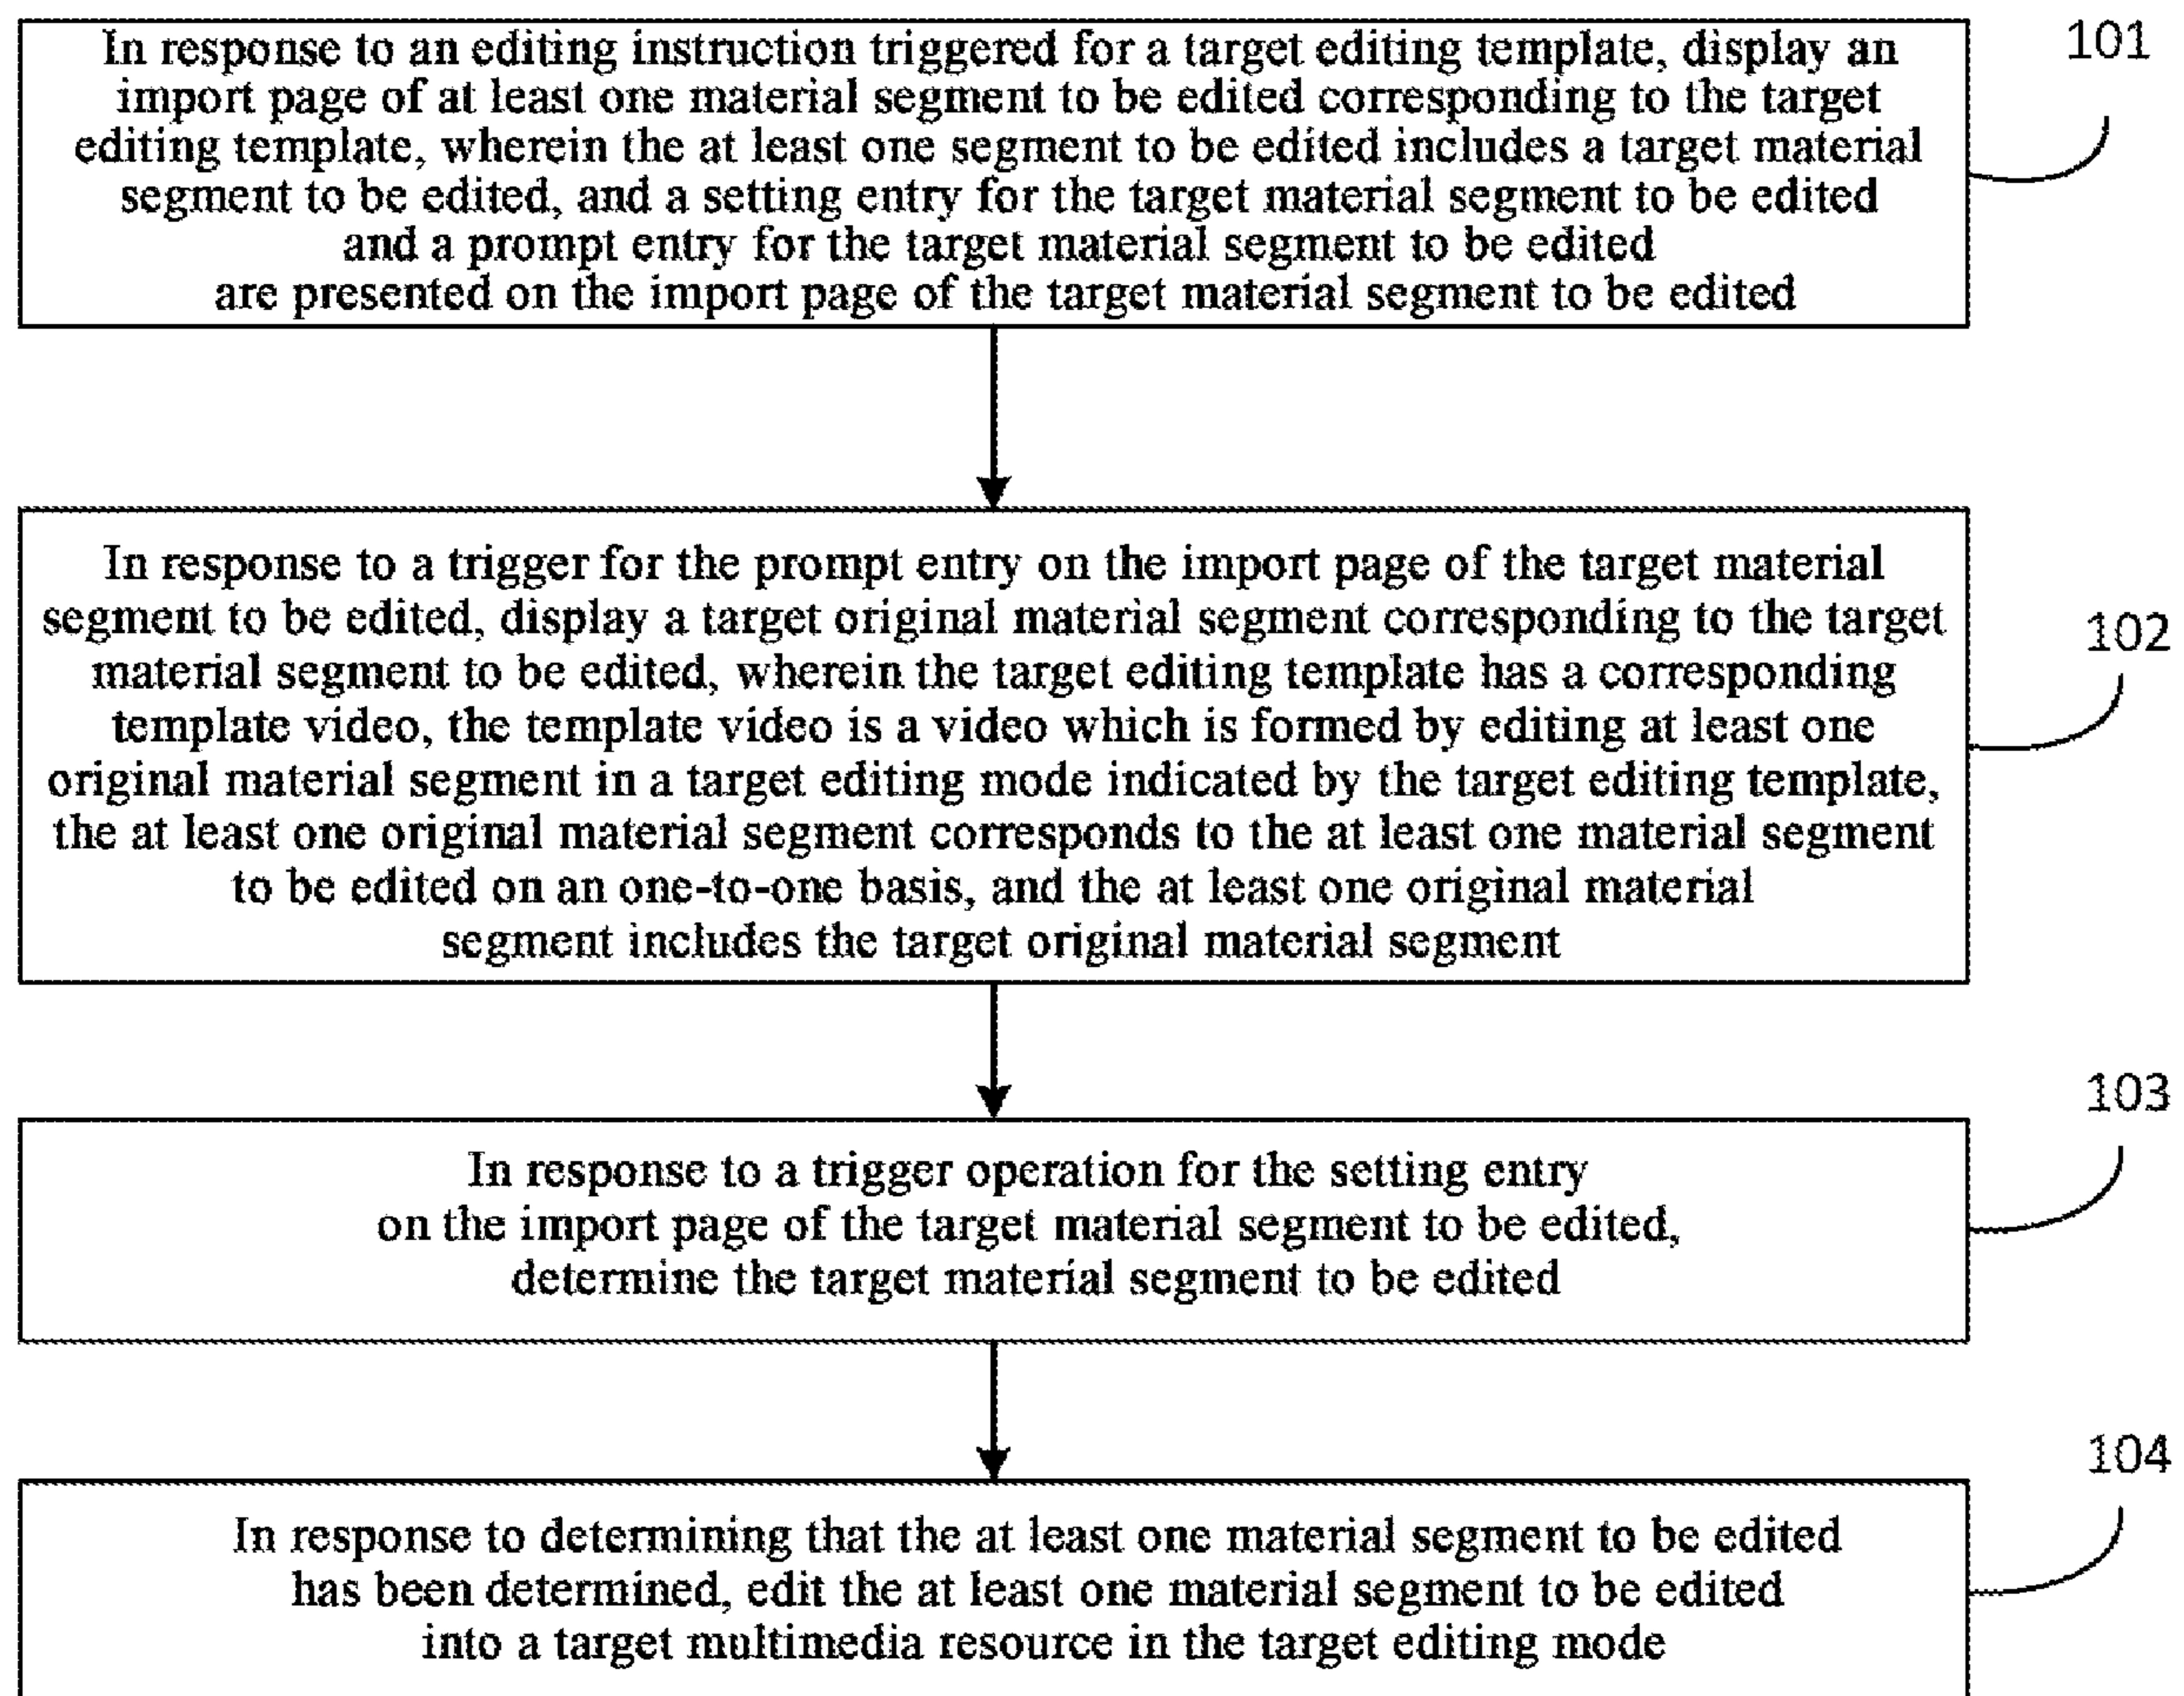 In response to an editing instruction triggered for a target editing template, display an
import page of at least one material segment to be edited corresponding to the target
editing template, wherein the at least one segment to be edited includes a target material
segment to be edited, and a setting entry for the target material segment to be edited
and a prompt entry for the target material segment to be edited
are presented on the import page of the target material segment to be edited
101
In response to a trigger for the prompt entry on the import page of the target material
segment to be edited, display a target original material segment corresponding to the target
material segment to be edited, wherein the target editing template has a corresponding
template video, the template video is a video which is formed by editing at least one
original material segment in a target editing mode indicated by the target editing template,
the at least one original material segment corresponds to the at least one material segment
to be edited on an one-to-one basis, and the at least one original material
segment includes the target original material segment
102
In response to a trigger operation for the setting entry
on the import page of the target material segment to be edited,
determine the target material segment to be edited
103
In response to determining that the at least one material segment to be edited
has been determined, edit the at least one material segment to be edited
into a target multimedia resource in the target editing mode
104